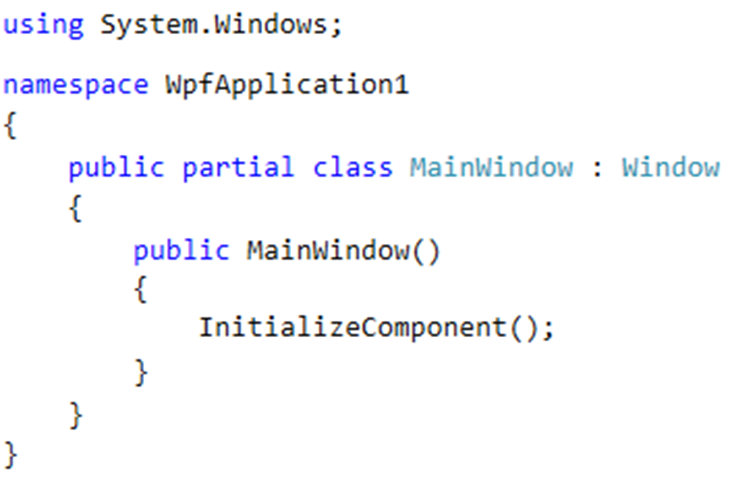 using System.Windows;
namespace WpfApplication1
{
    public partial class MainWindow : Window
    {
        public MainWindow()
        {
            InitializeComponent();
        }
    }
}